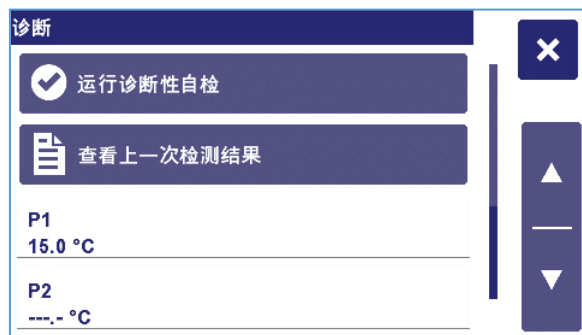 诊断
运行诊断性自检
查看上一次检测结果
P1
15.0 °C
P2
---.- °C